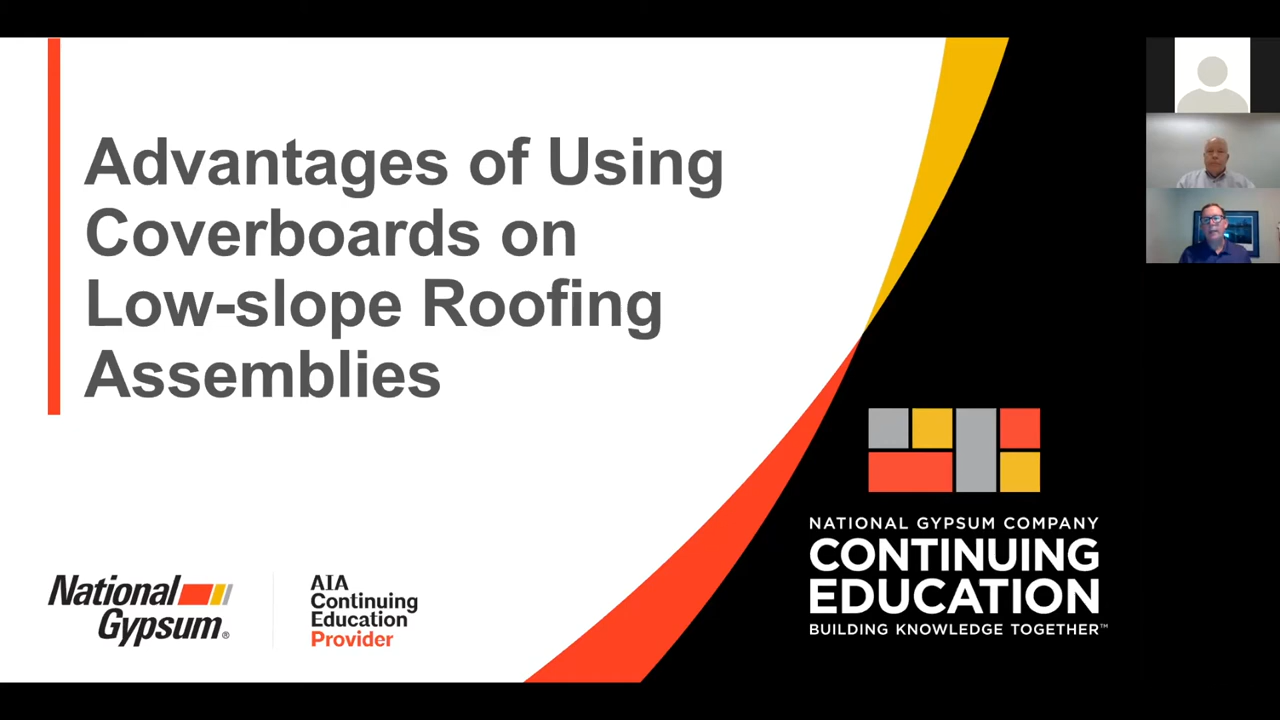 Advantages of Using
Coverboards on
Low-slope Roofing
Assemblies
National
Gypsum®
AIA
Continuing
Education
Provider
NATIONAL GYPSUM COMPANY
CONTINUING
EDUCATION
BUILDING KNOWLEDGE TOGETHER™